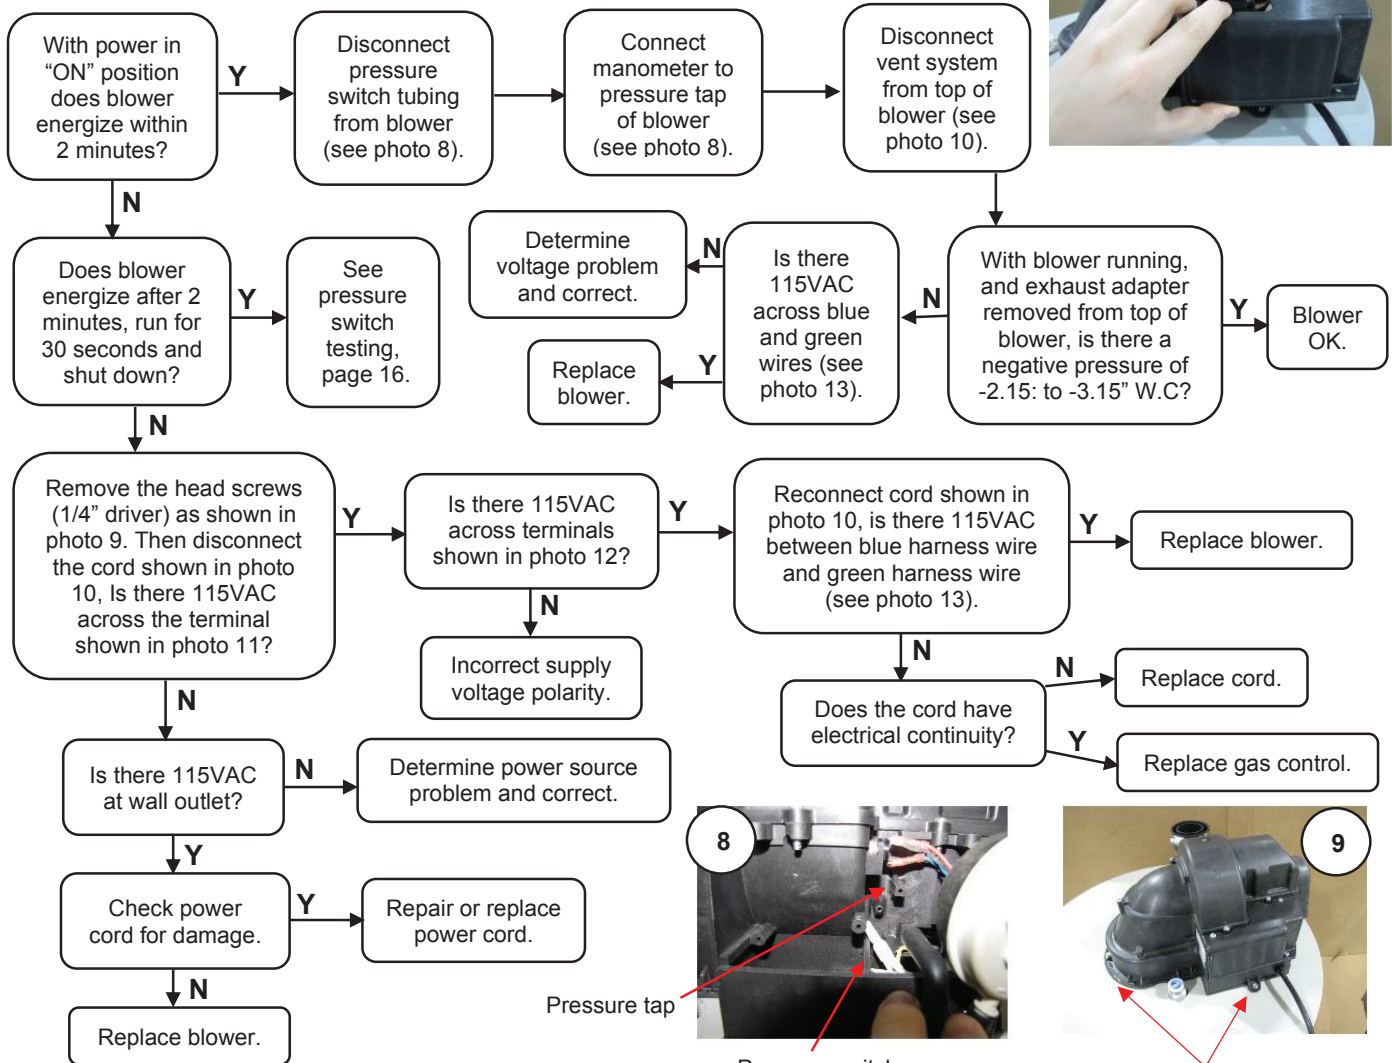 With power in
“ON” position
does blower
energize within
2 minutes?
Y
Disconnect
pressure
switch tubing
from blower
(see photo 8).
Connect
manometer to
pressure tap
of blower
(see photo 8).
Disconnect
vent system
from top of
blower (see
photo 10).
N
Does blower
energize after 2
minutes, run for
30 seconds and
shut down?
Y
See
pressure
switch
testing,
page 16.
Determine
voltage problem
and correct.
N
Is there
115VAC
across blue
and green
wires (see
photo 13).
Y
Replace
blower.
N
With blower running,
and exhaust adapter
removed from top of
blower, is there a
negative pressure of
-2.15: to -3.15” W.C?
Y
Blower
OK.
N
Remove the head screws
(1/4” driver) as shown in
photo 9. Then disconnect
the cord shown in photo
10, Is there 115VAC
across the terminal
shown in photo 11?
Y
Is there 115VAC
across terminals
shown in photo 12?
Y
Reconnect cord shown in
photo 10, is there 115VAC
between blue harness wire
and green harness wire
(see photo 13).
Y
Replace blower.
N
Incorrect supply
voltage polarity.
N
Does the cord have
electrical continuity?
N
Replace cord.
Y
Replace gas control.
N
Is there 115VAC
at wall outlet?
N
Determine power source
problem and correct.
Y
Check power
cord for damage.
Y
Repair or replace
power cord.
N
Replace blower.
8
Pressure tap
9